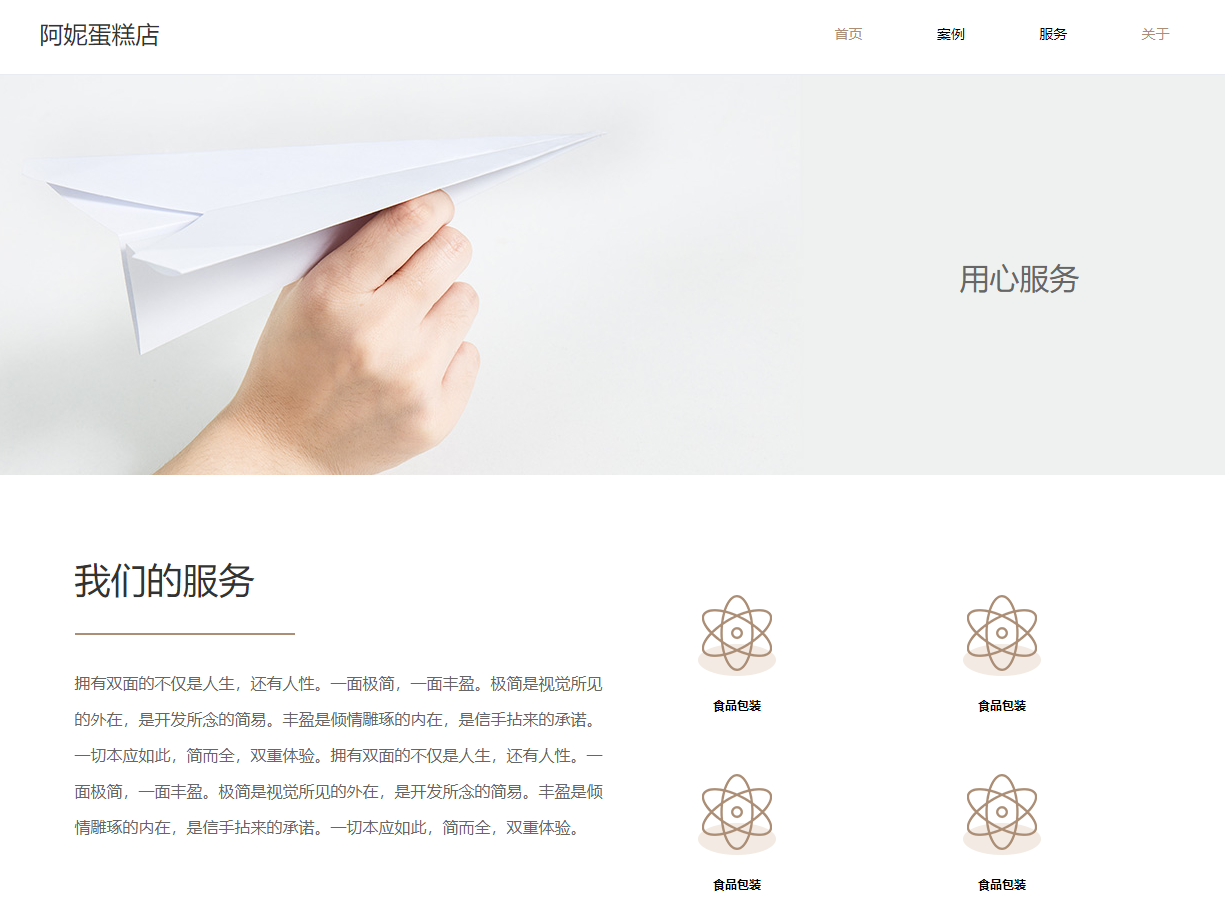 阿妮蛋糕店
首页 案例 服务 关于
用心服务
我们的服务
拥有双面的不仅是人生，还有人性。一面极简，一面丰盈。极简是视觉所见
的外在，是开发所念的简易。丰盈是倾情雕琢的内在，是信手拈来的承诺。
一切本应如此，简而全，双重体验。拥有双面的不仅是人生，还有人性。一
面极简，一面丰盈。极简是视觉所见的外在，是开发所念的简易。丰盈是倾
情雕琢的内在，是信手拈来的承诺。一切本应如此，简而全，双重体验。
食品包装 食品包装
食品包装 食品包装